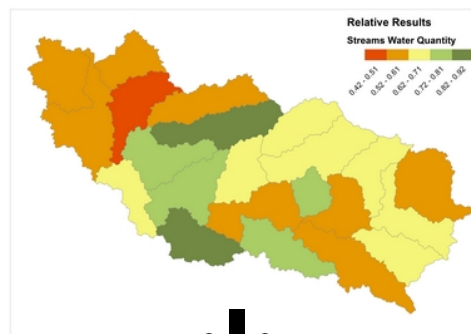 Relative Results
Streams Water Quantity
0.42 - 0.51
0.52 - 0.61
0.62 - 0.71
0.72 - 0.81
0.82 - 0.92